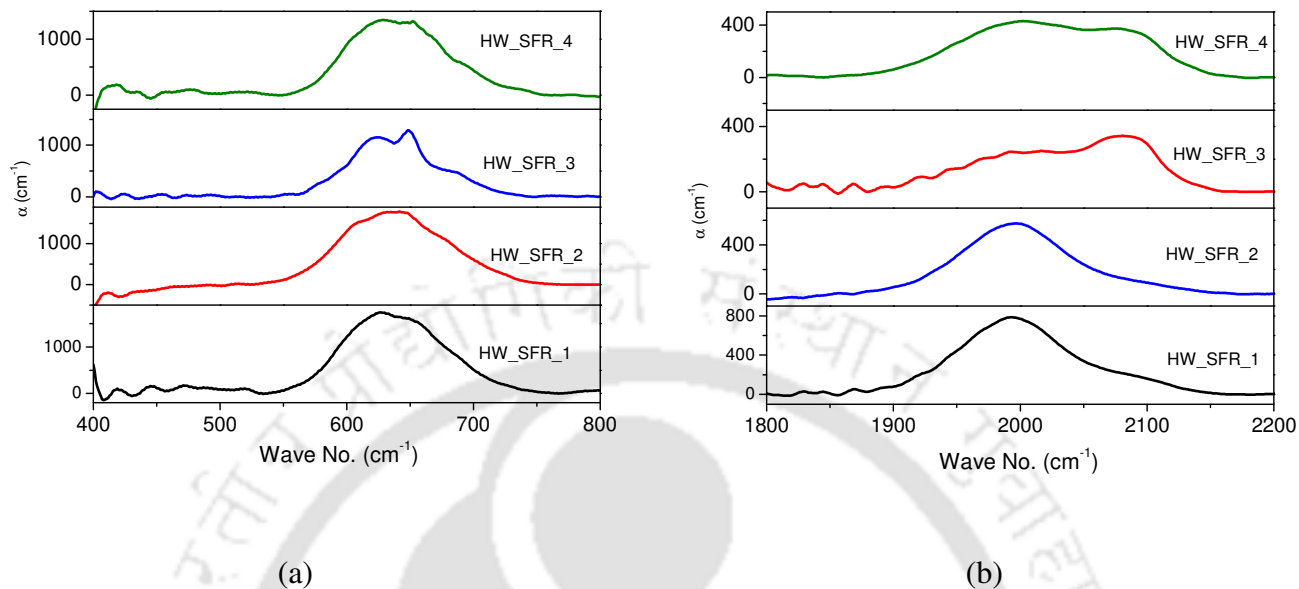 HW_SFR_4
1000
0
HW_SFR_3
1000
0
α (cm-1)
HW_SFR_2
1000
0
HW_SFR_1
1000
0
400 500 600 700 800
Wave No. (cm-1)
(a)
400
HW_SFR_4
0
400
HW_SFR_3
0
α (cm-1)
HW_SFR_2
400
0
800
HW_SFR_1
400
0
1800 1900 2000 2100 2200
Wave No. (cm-1)
(b)